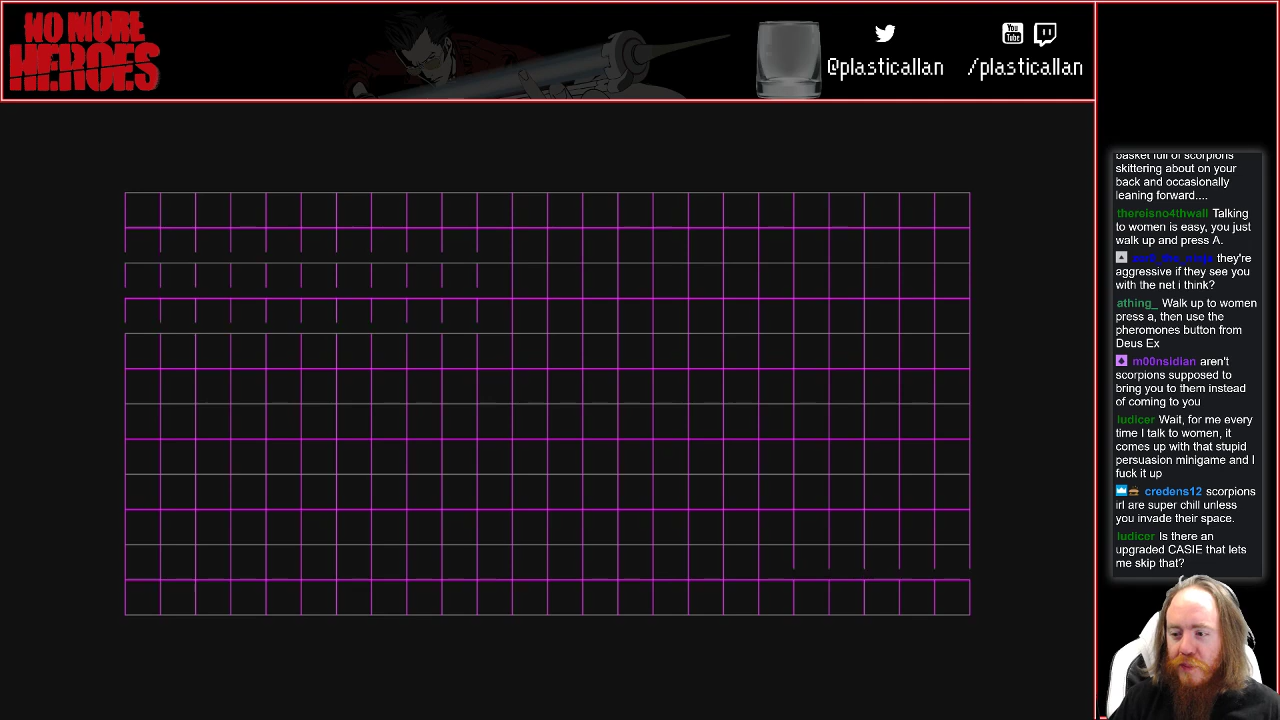 NO MORE
HEROES
@plasticallan
You
Tube
/plasticallan
basket full of scorpions
skittering about on your
back and occasionally
leaning forward....
thereisno4thwall Talking
to women is easy, you just
walk up and press A.
they're
aggressive if they see you
with the net i think?
athing_ Walk up to women
press a, then use the
pheromones button from
Deus Ex
m00nsidian aren't
scorpions supposed to
bring you to them instead
of coming to you
ludicer Wait, for me every
time I talk to women, it
comes up with that stupid
persuasion minigame and I
fuck it up
credens12 scorpions
irl are super chill unless
you invade their space.
ludicer Is there an
upgraded CASIE that lets
me skip that?